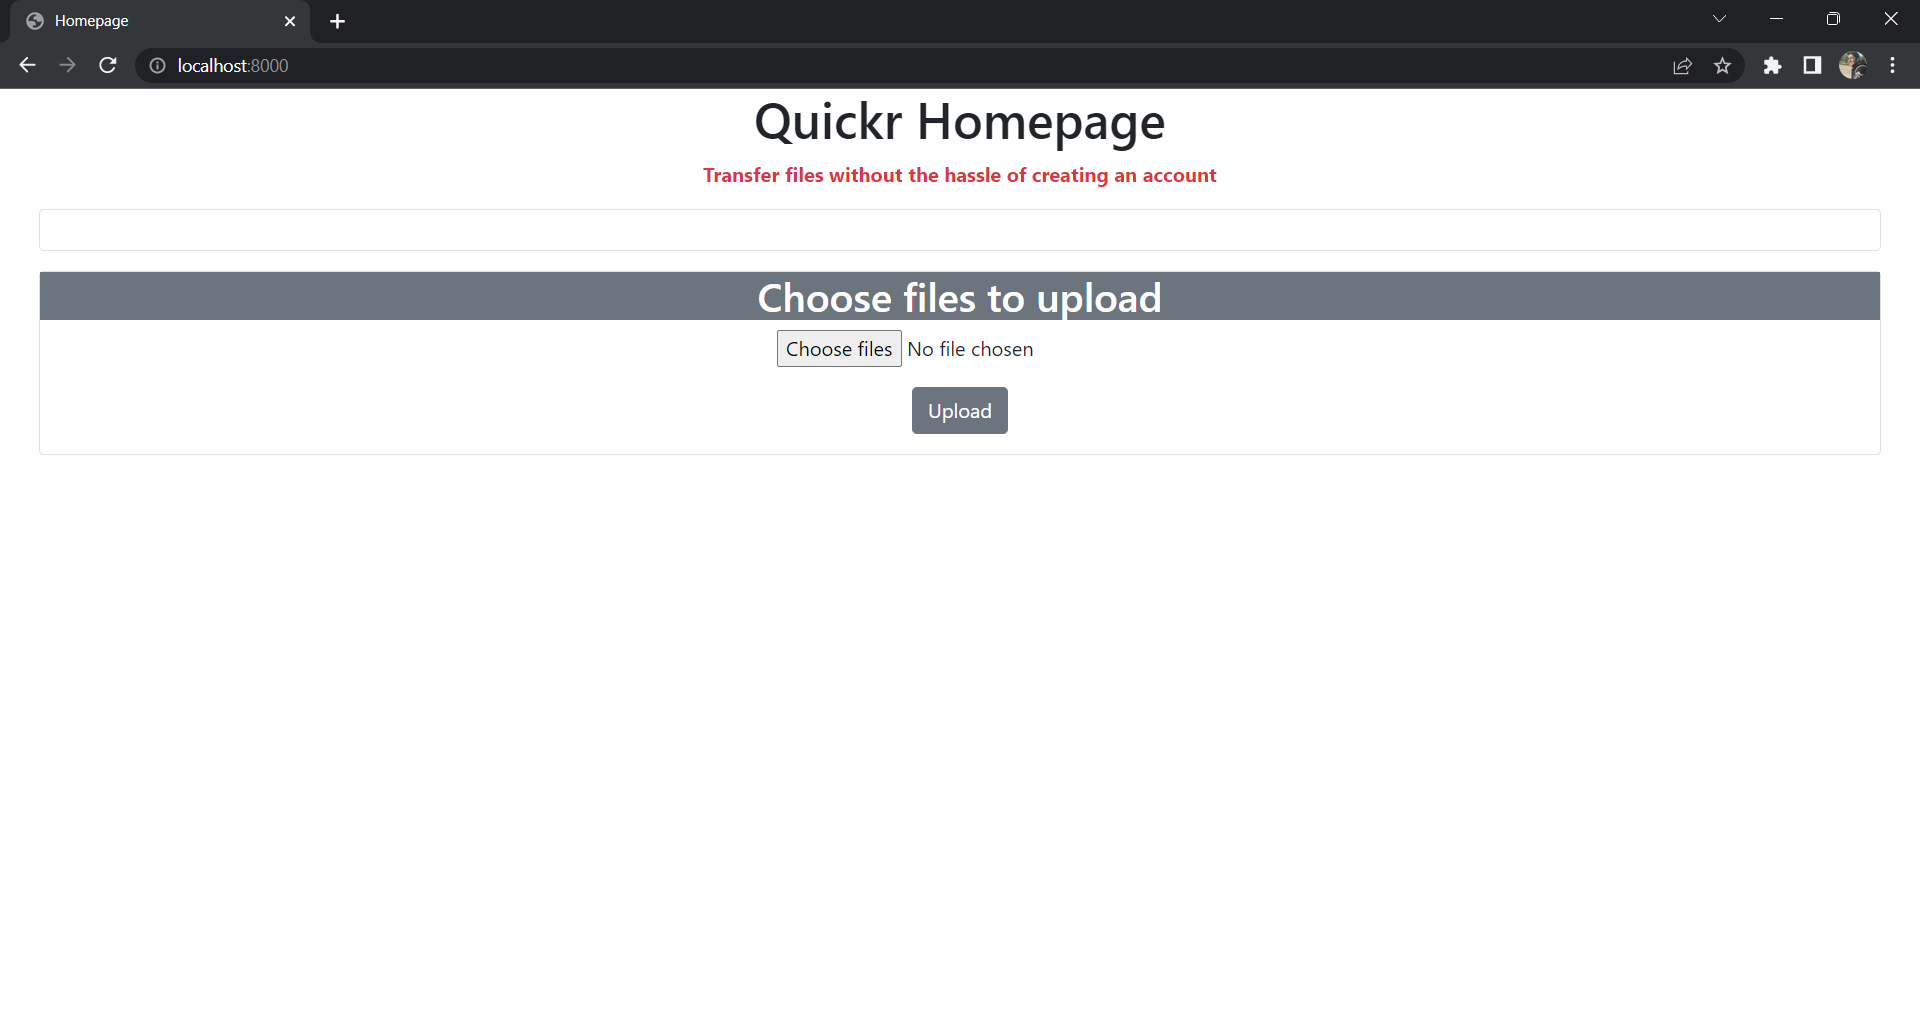 Homepage
localhost:8000
Quickr Homepage
Transfer files without the hassle of creating an account
Choose files to upload
Choose files No file chosen
Upload